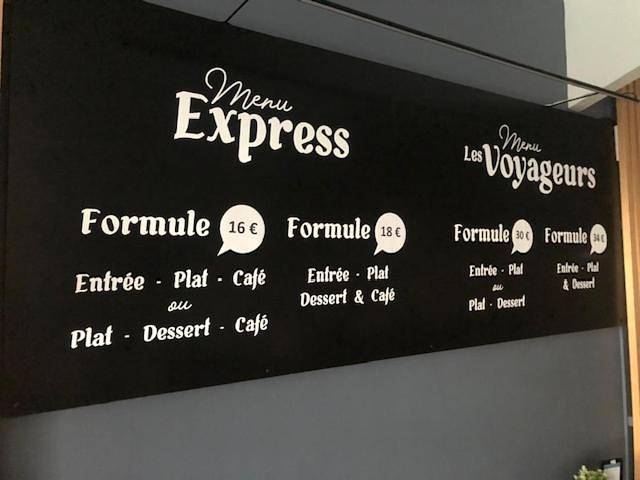 Menu
Express
Formule 16 €
Entrée - Plat - Café
ou
Plat - Dessert - Café
Formule 18 €
Entrée - Plat
Dessert & Café
Menu
Les Voyageurs
Formule 30 €
Entrée - Plat
ou
Plat - Dessert
Formule 34 €
Entrée - Plat
& Dessert